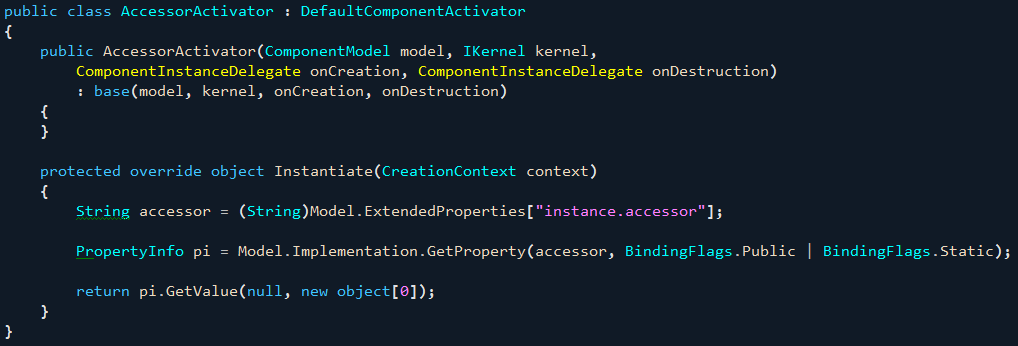 public class AccessorActivator : DefaultComponentActivator
{
    public AccessorActivator(ComponentModel model, IKernel kernel,
        ComponentInstanceDelegate onCreation, ComponentInstanceDelegate onDestruction)
        : base(model, kernel, onCreation, onDestruction)
    {
    }

    protected override object Instantiate(CreationContext context)
    {
        String accessor = (String)Model.ExtendedProperties["instance.accessor"];

        PropertyInfo pi = Model.Implementation.GetProperty(accessor, BindingFlags.Public | BindingFlags.Static);

        return pi.GetValue(null, new object[0]);
    }
}